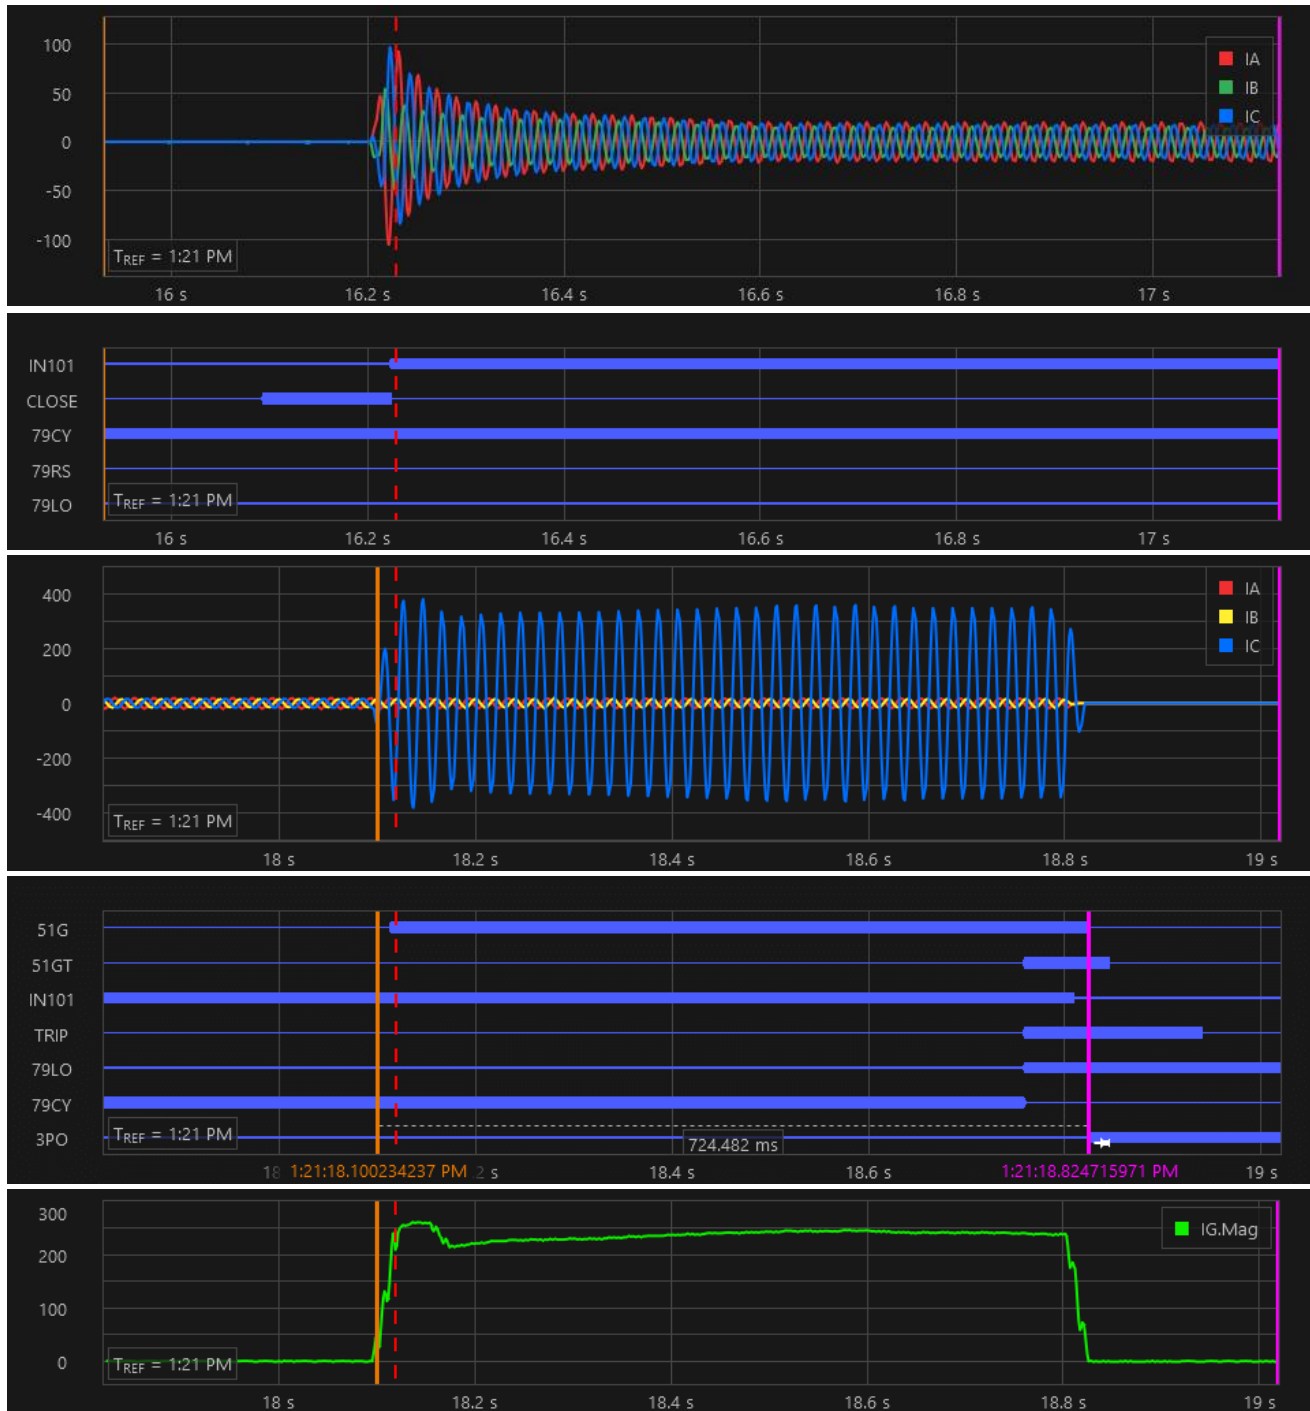 100
50
0
-50
-100
IA
IB
IC
TREF = 1:21 PM
16 s
16.2 s
16.4 s
16.6 s
16.8 s
17 s
IN101
CLOSE
79CY
79RS
79LO
TREF = 1:21 PM
16 s
16.2 s
16.4 s
16.6 s
16.8 s
17 s
400
200
0
-200
-400
IA
IB
IC
TREF = 1:21 PM
18 s
18.2 s
18.4 s
18.6 s
18.8 s
19 s
51G
51GT
IN101
TRIP
79LO
79CY
3PO
TREF = 1:21 PM
724.482 ms
18
1:21:18.100234237 PM
2 s
18.4 s
18.6 s
1:21:18.824715971 PM
19 s
300
200
100
0
IG.Mag
TREF = 1:21 PM
18 s
18.2 s
18.4 s
18.6 s
18.8 s
19 s